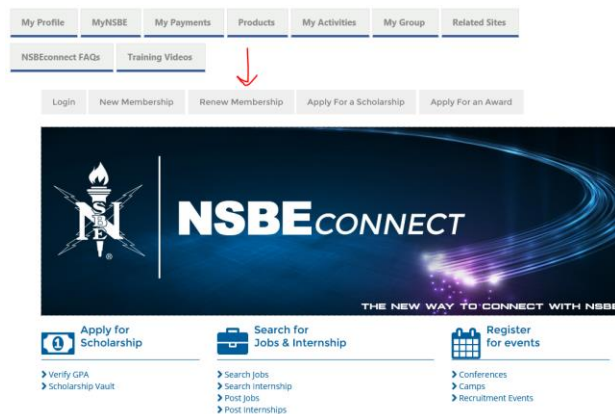 My Profile MyNSBE My Payments Products My Activities My Group Related Sites
NSBEconnect FAQs Training Videos
Login New Membership Renew Membership Apply For a Scholarship Apply For an Award
NSBE
®
NSBECONNECT
THE NEW WAY TO CONNECT WITH NSBE
Apply for
Scholarship
Verify GPA
Scholarship Vault
Search for
Jobs & Internship
Search Jobs
Search Internship
Post Jobs
Post Internships
Register
for events
Conferences
Camps
Recruitment Events